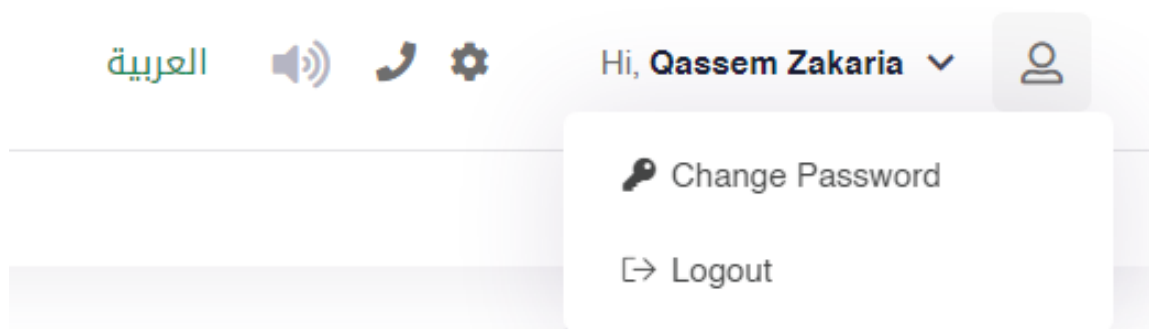 العربية Hi, Qassem Zakaria
Change Password
Logout